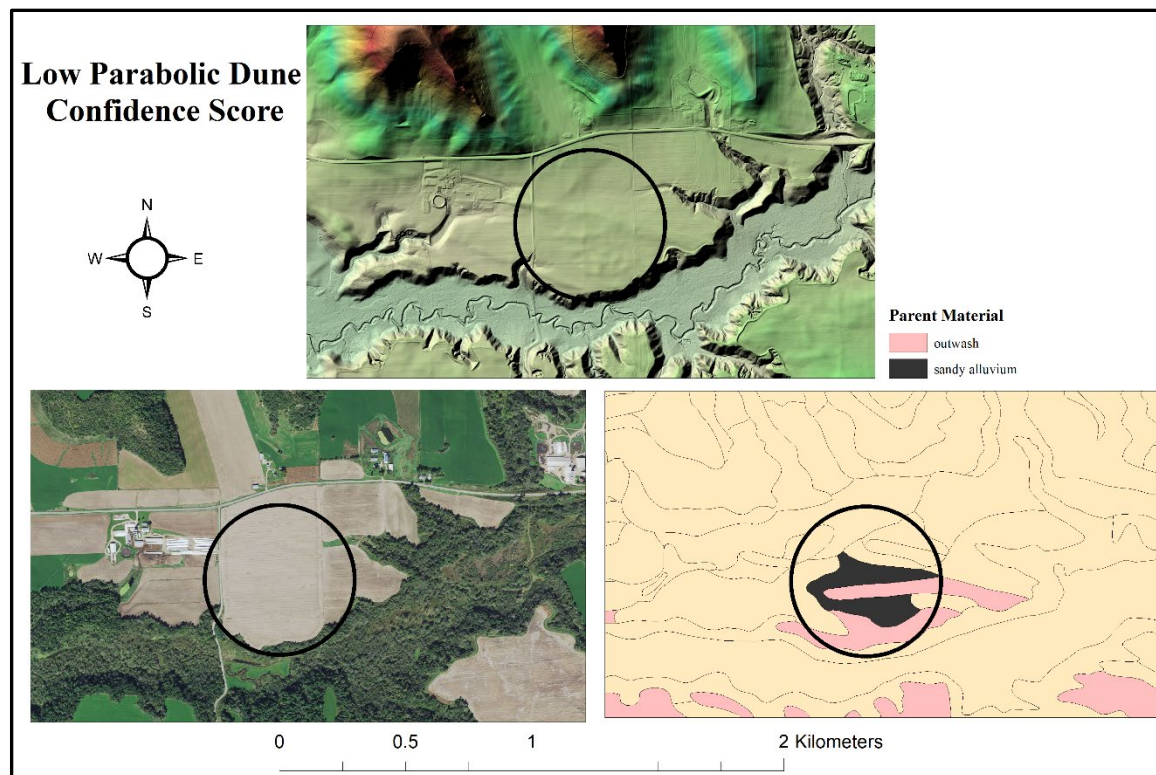 Low Parabolic Dune
Confidence Score
N
W
E
S
Parent Material
outwash
sandy alluvium
0
0.5
1
2 Kilometers